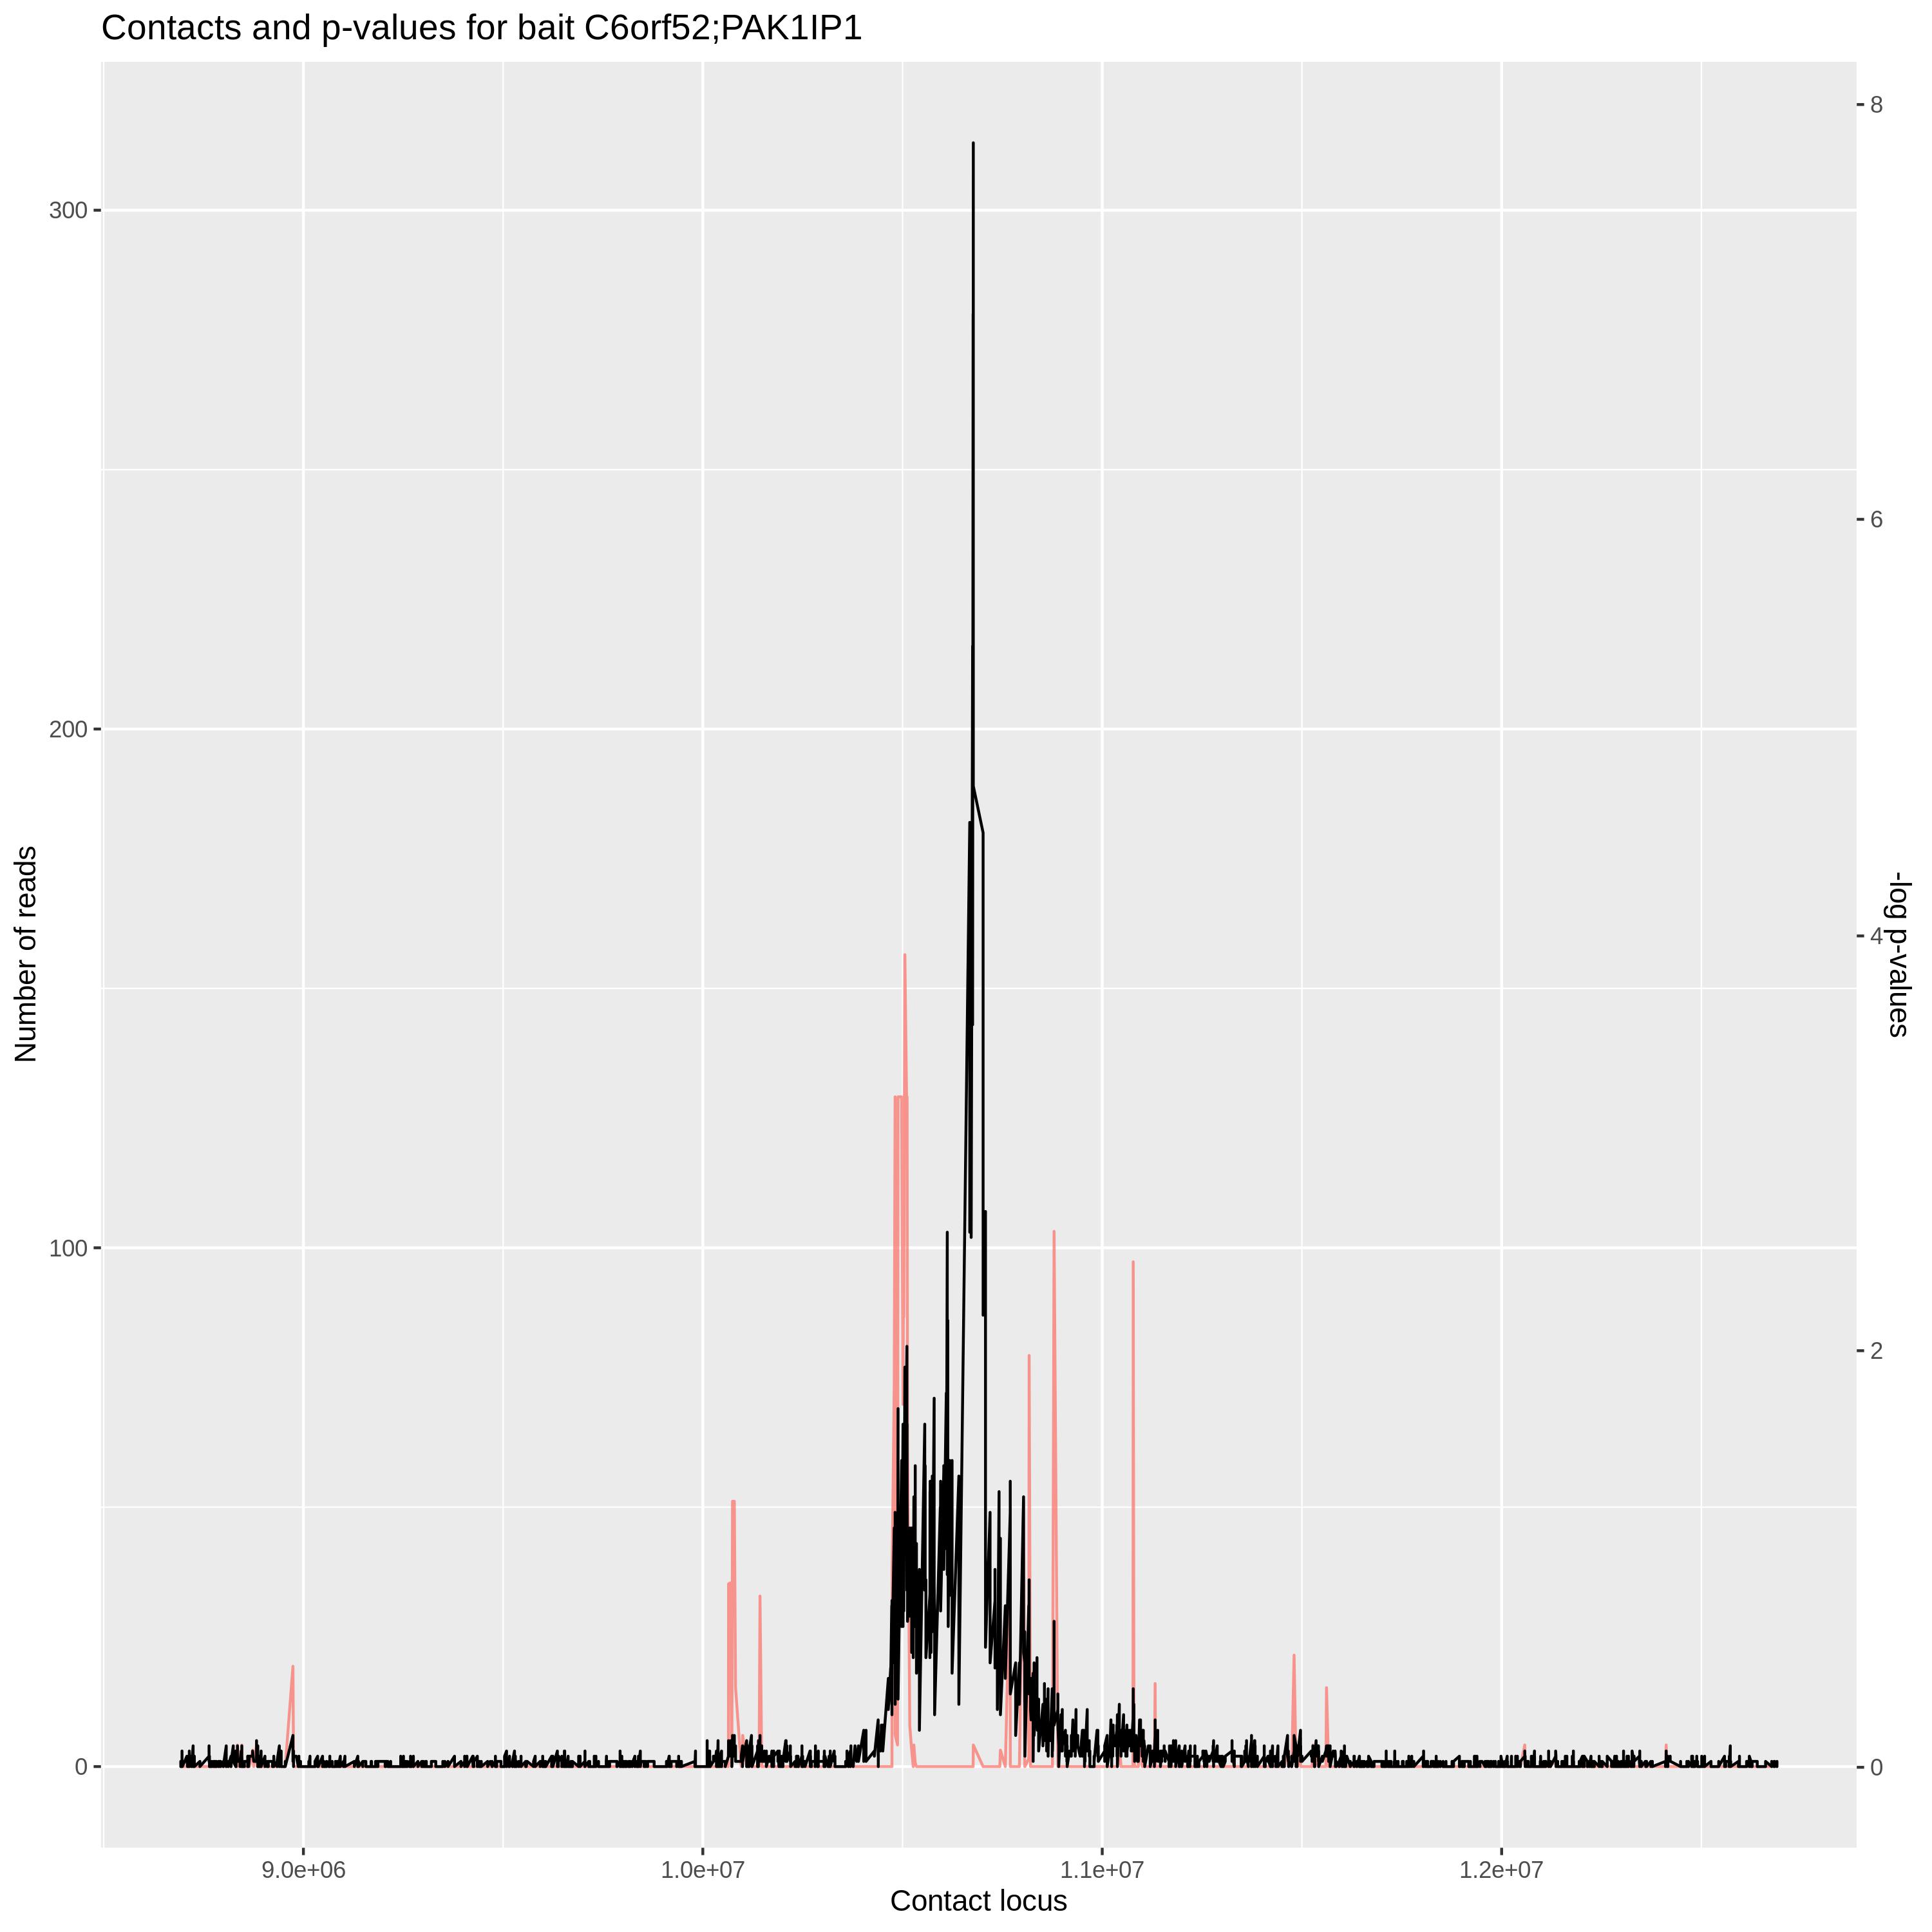 Contacts and p-values for bait C6orf52;PAK1IP1
8
300
6
200
Number of reads
4
-log p-values
100
2
0
0
9.0e+06
1.0e+07
1.1e+07
1.2e+07
Contact locus